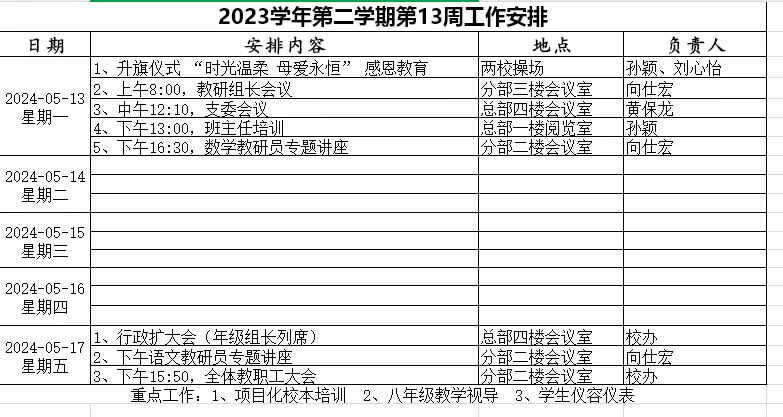 2023学年第二学期第13周工作安排
日期 安排内容 地点 负责人
2024-05-13 星期一
1、升旗仪式 “时光温柔 母爱永恒” 感恩教育 两校操场 孙颖、刘心怡
2、上午8:00，教研组长会议 分部三楼会议室 向仕宏
3、中午12:10，支委会议 总部四楼会议室 黄保龙
4、下午13:00，班主任培训 总部一楼阅览室 孙颖
5、下午16:30，数学教研员专题讲座 分部二楼会议室 向仕宏
2024-05-14
星期二
2024-05-15
星期三
2024-05-16
星期四
2024-05-17 星期五
1、行政扩大会（年级组长列席） 总部四楼会议室 校办
2、下午语文教研员专题讲座 分部二楼会议室 向仕宏
3、下午15:50，全体教职工大会 分部二楼会议室 校办
重点工作：1、项目化校本培训 2、八年级教学视导 3、学生仪容仪表